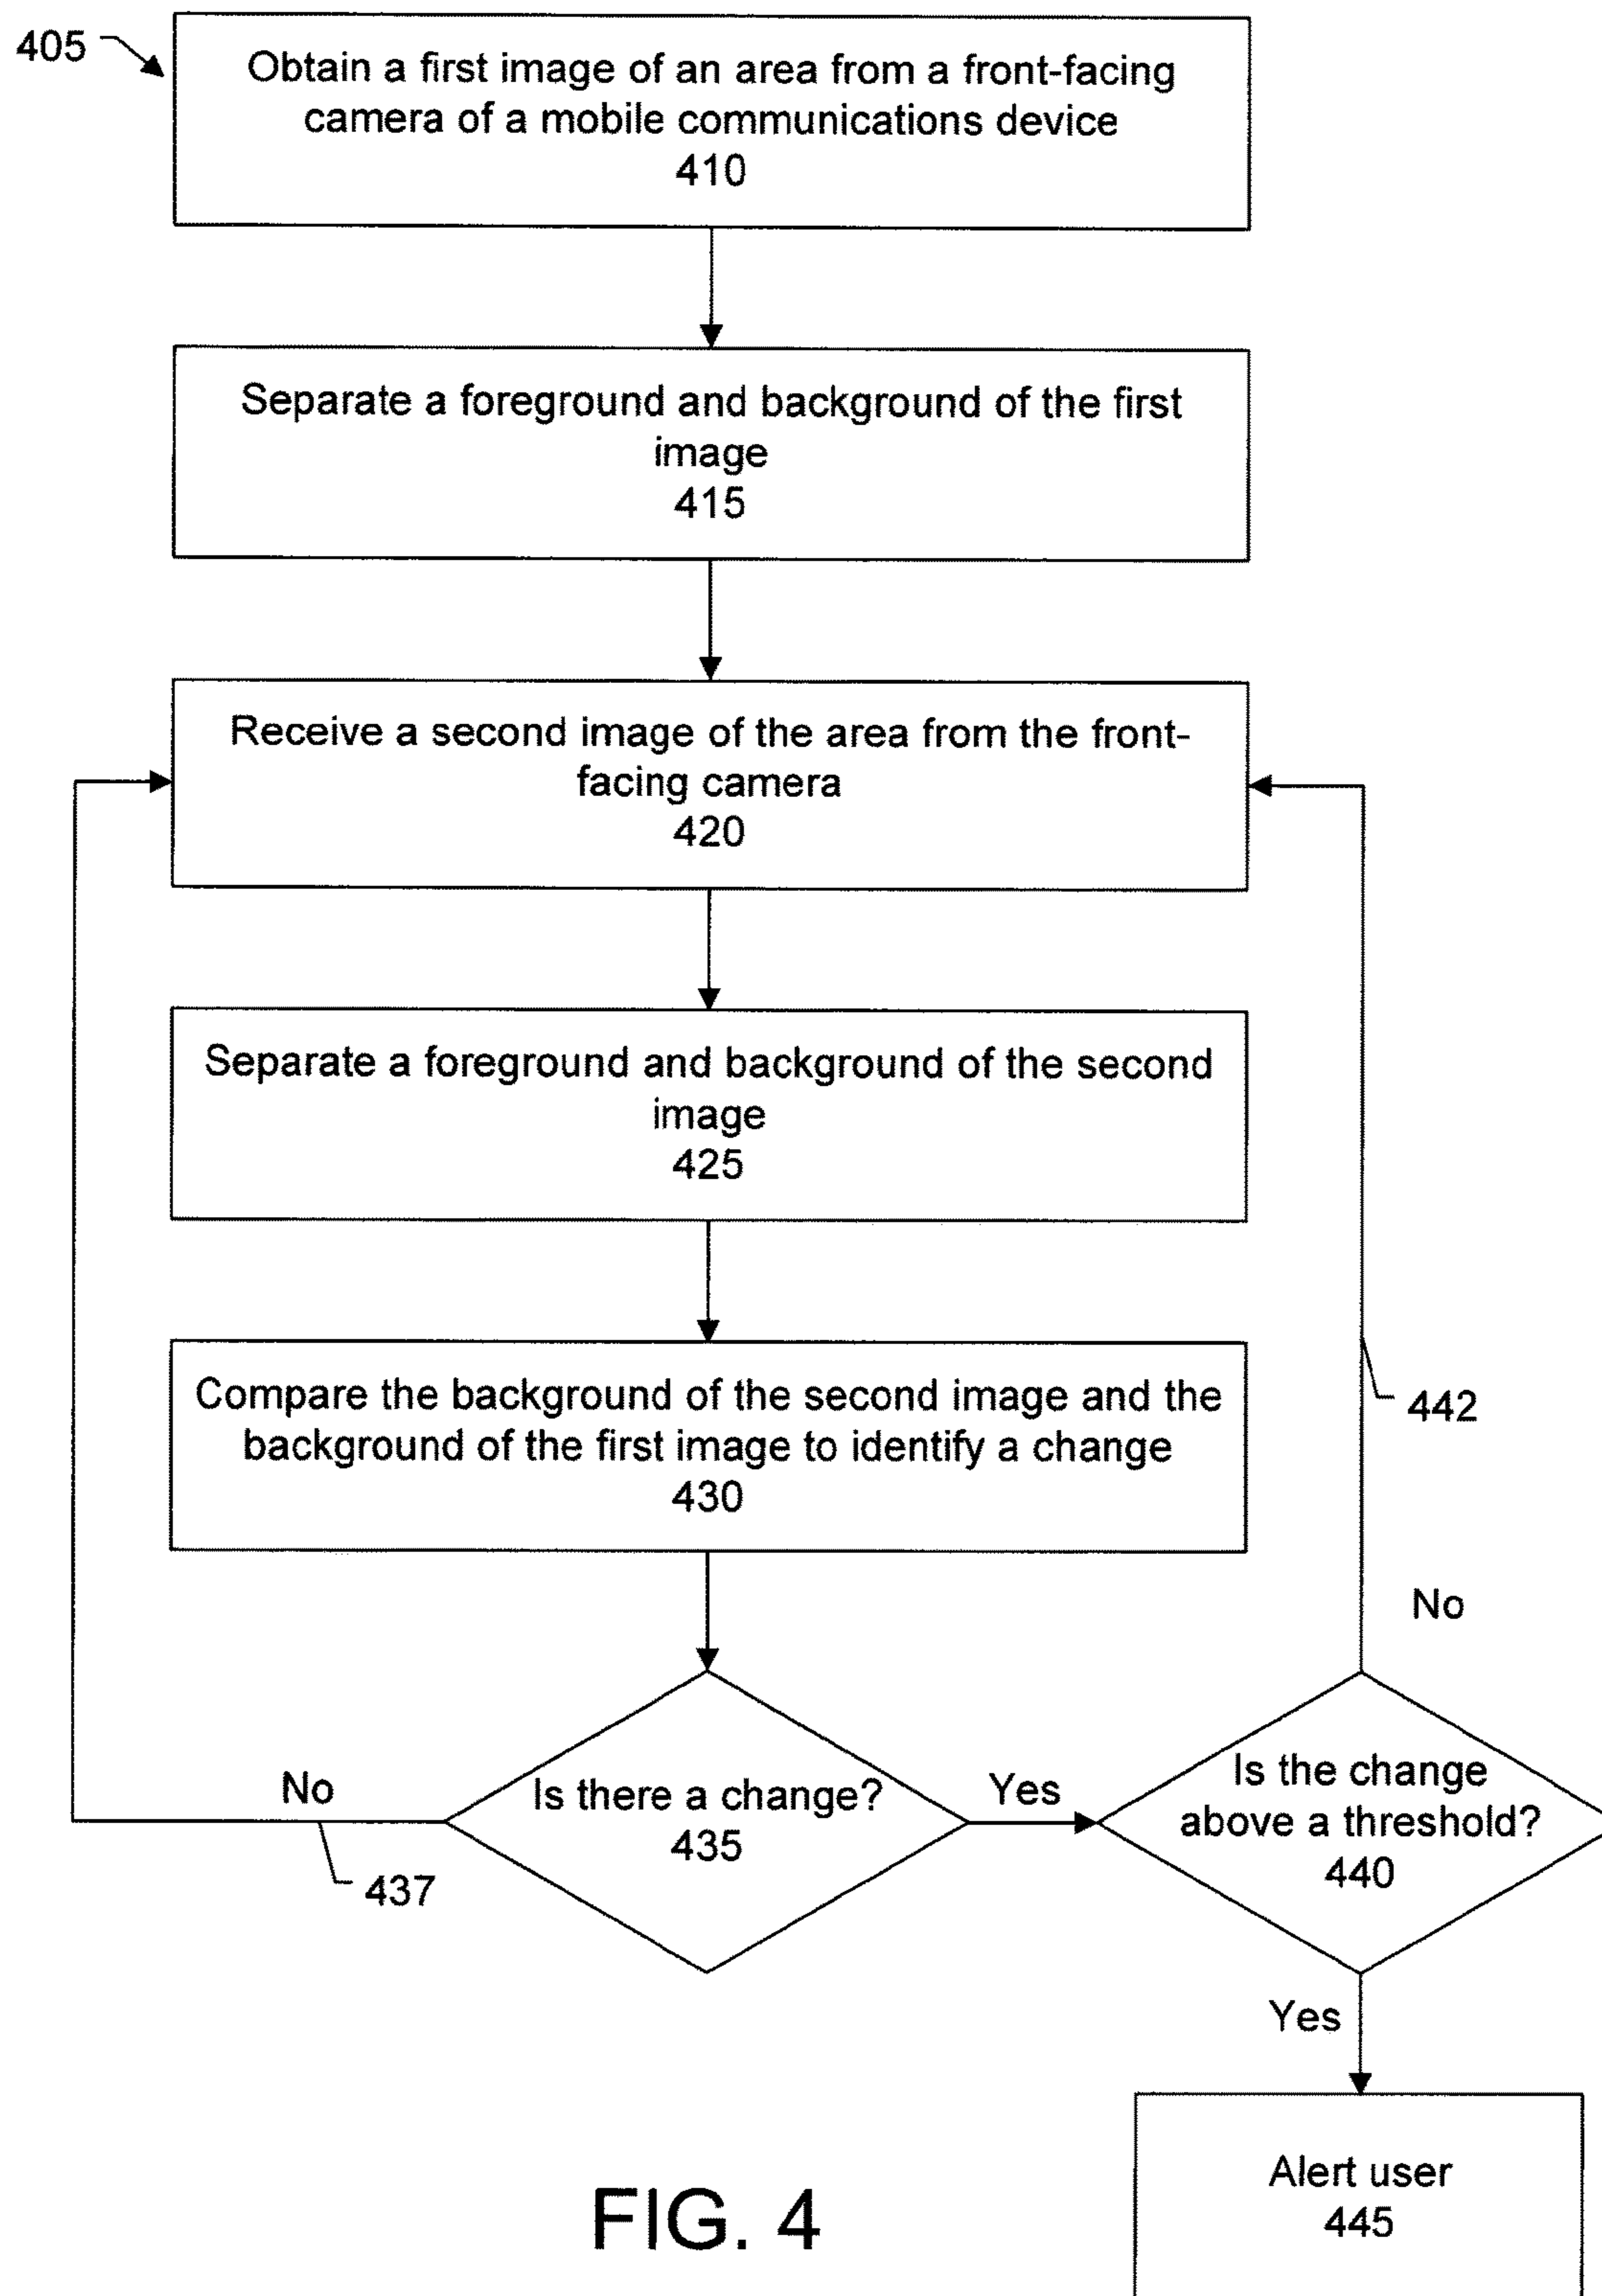 405
Obtain a first image of an area from a front-facing
camera of a mobile communications device
410
Separate a foreground and background of the first
image
415
Receive a second image of the area from the front-
facing camera
420
Separate a foreground and background of the second
image
425
Compare the background of the second image and the
background of the first image to identify a change
430
442
No
No
Is there a change?
435
Yes
Is the change
above a threshold?
440
437
Yes
Alert user
445
FIG. 4